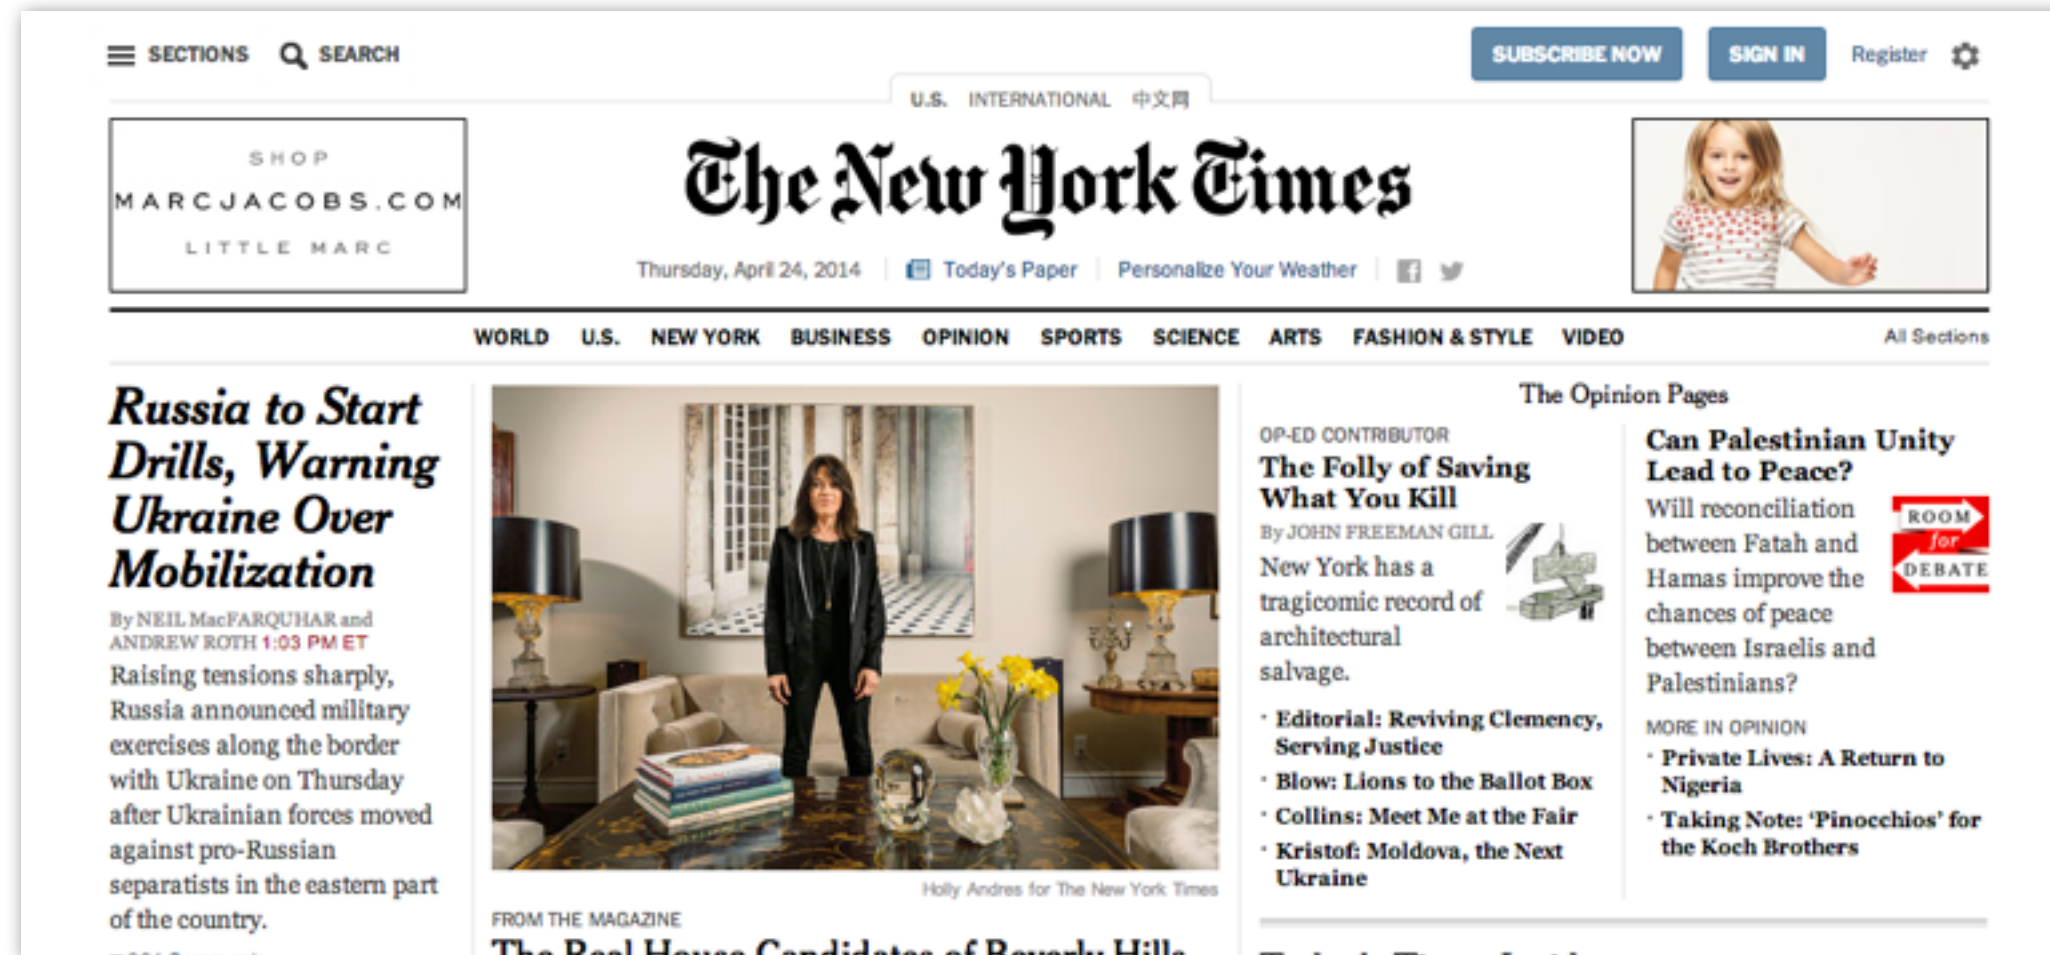 SECTIONS
SEARCH
SUBSCRIBE NOW
SIGN IN
Register
U.S.
INTERNATIONAL
中文网
SHOP
MARCJACOBS.COM
LITTLE MARC
The New York Times
Thursday, April 24, 2014
Today's Paper
Personalize Your Weather
WORLD
U.S.
NEW YORK
BUSINESS
OPINION
SPORTS
SCIENCE
ARTS
FASHION & STYLE
VIDEO
All Sections
Russia to Start
Drills, Warning
Ukraine Over
Mobilization
By NEIL MacFARQUHAR and
ANDREW ROTH 1:03 PM ET
Raising tensions sharply,
Russia announced military
exercises along the border
with Ukraine on Thursday
after Ukrainian forces moved
against pro-Russian
separatists in the eastern part
of the country.
Holly Andres for The New York Times
FROM THE MAGAZINE
The Real House Candidates of Beverly Hills
The Opinion Pages
OP-ED CONTRIBUTOR
The Folly of Saving
What You Kill
By JOHN FREEMAN GILL
New York has a
tragicomic record of
architectural
salvage.
· Editorial: Reviving Clemency,
Serving Justice
· Blow: Lions to the Ballot Box
· Collins: Meet Me at the Fair
· Kristof: Moldova, the Next
Ukraine
Can Palestinian Unity
Lead to Peace?
Will reconciliation
between Fatah and
Hamas improve the
chances of peace
between Israelis and
Palestinians?
ROOM
for
DEBATE
MORE IN OPINION
· Private Lives: A Return to
Nigeria
· Taking Note: 'Pinocchios' for
the Koch Brothers